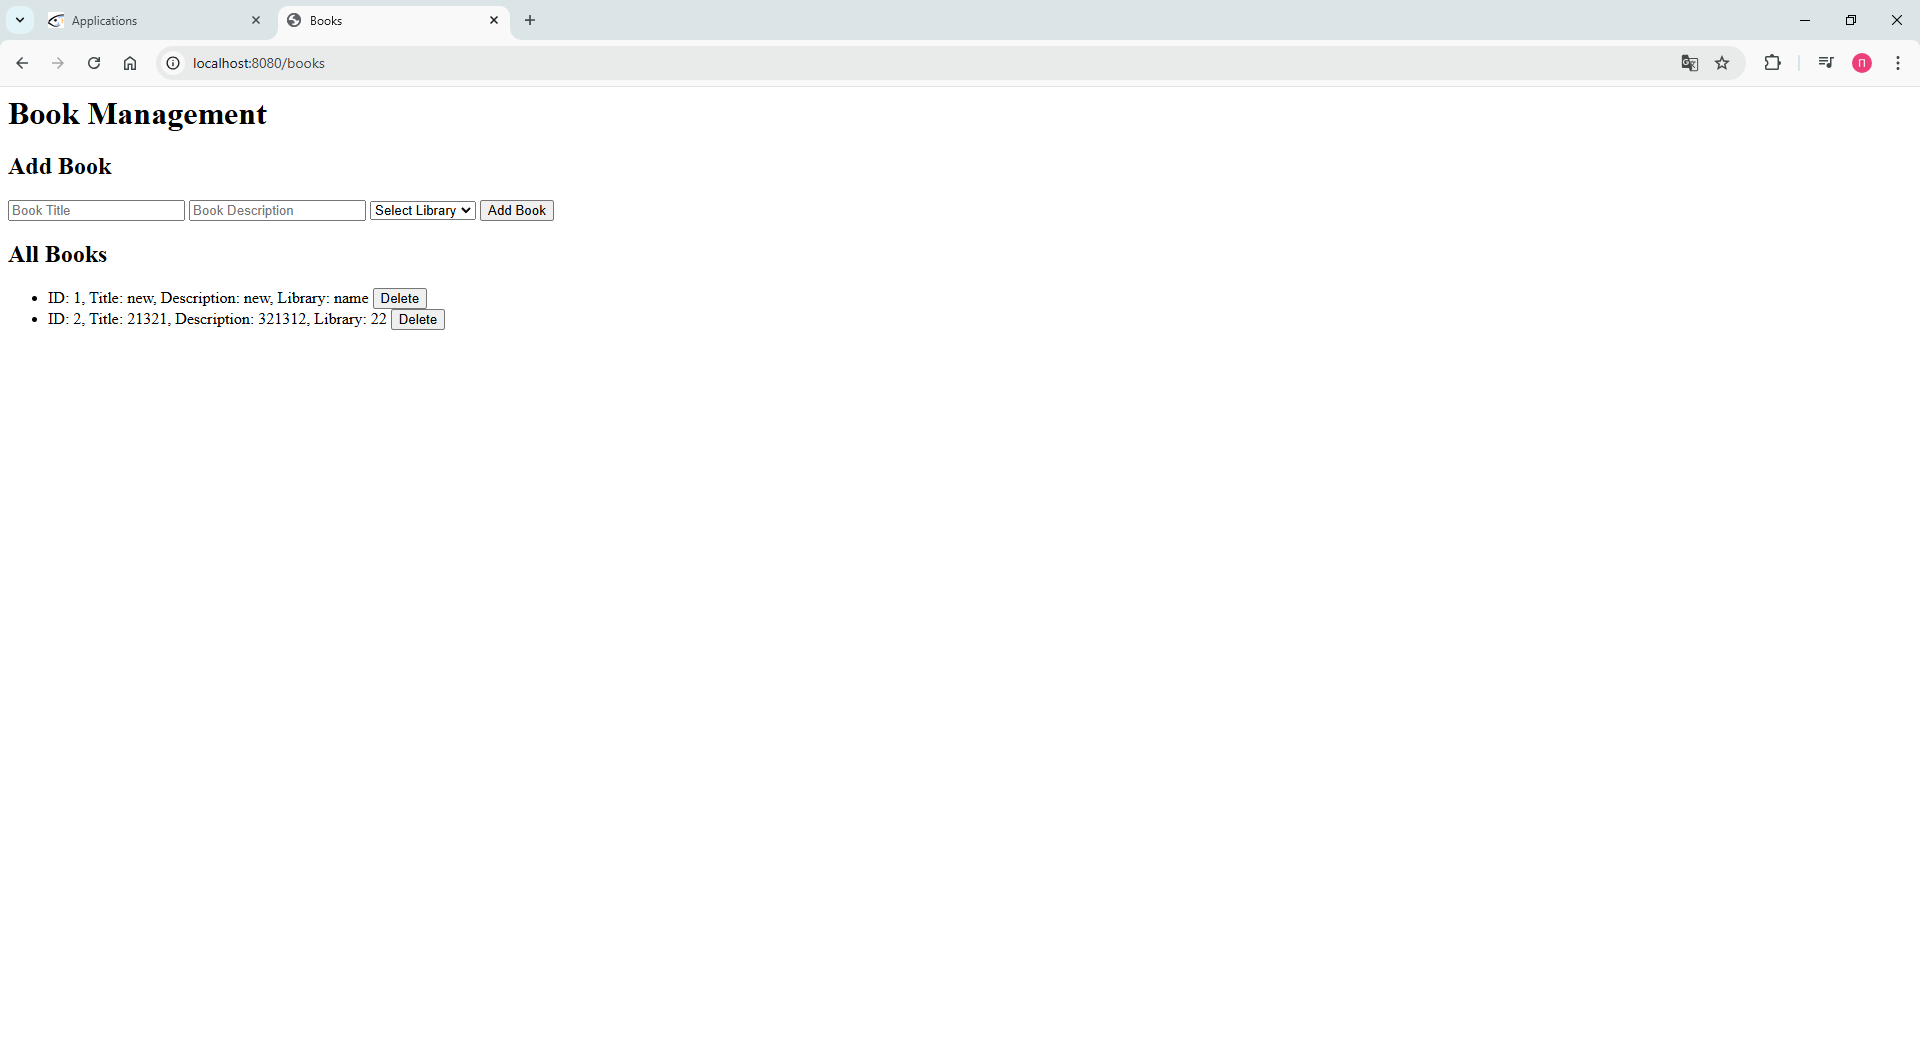 Applications
Books
localhost:8080/books
П
Book Management
Add Book
Book Title Book Description Select Library Add Book
All Books
ID: 1, Title: new, Description: new, Library: name Delete
ID: 2, Title: 21321, Description: 321312, Library: 22 Delete